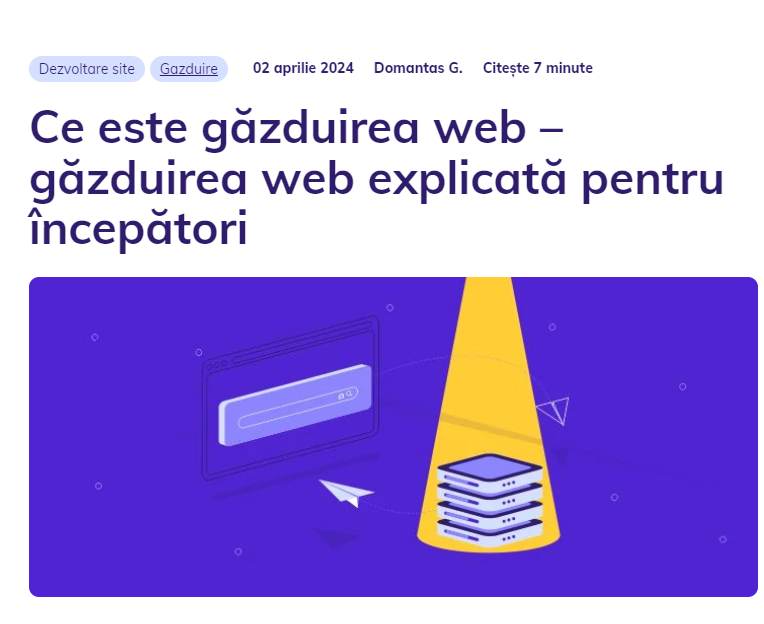 Dezvoltare site Gazduire 02 aprilie 2024 Domantas G. Citește 7 minute
Ce este găzduirea web –
găzduirea web explicată pentru
începători